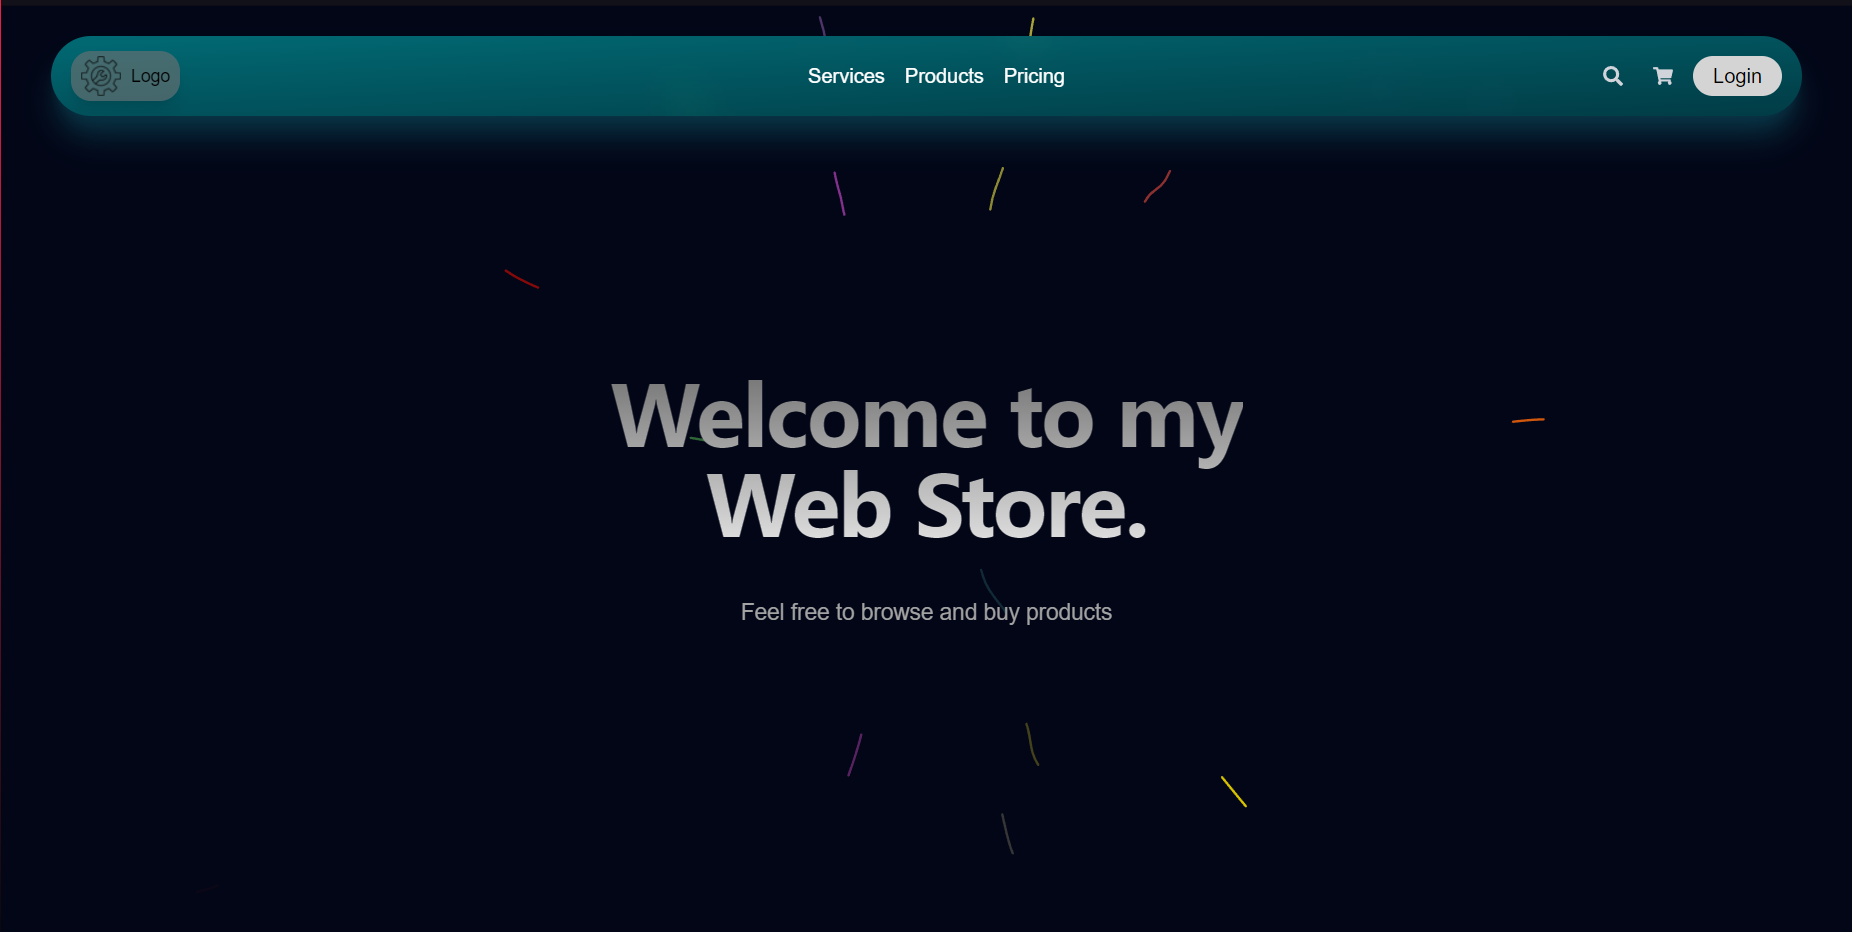 Logo
Services Products Pricing
Login
Welcome to my
Web Store.
Feel free to browse and buy products